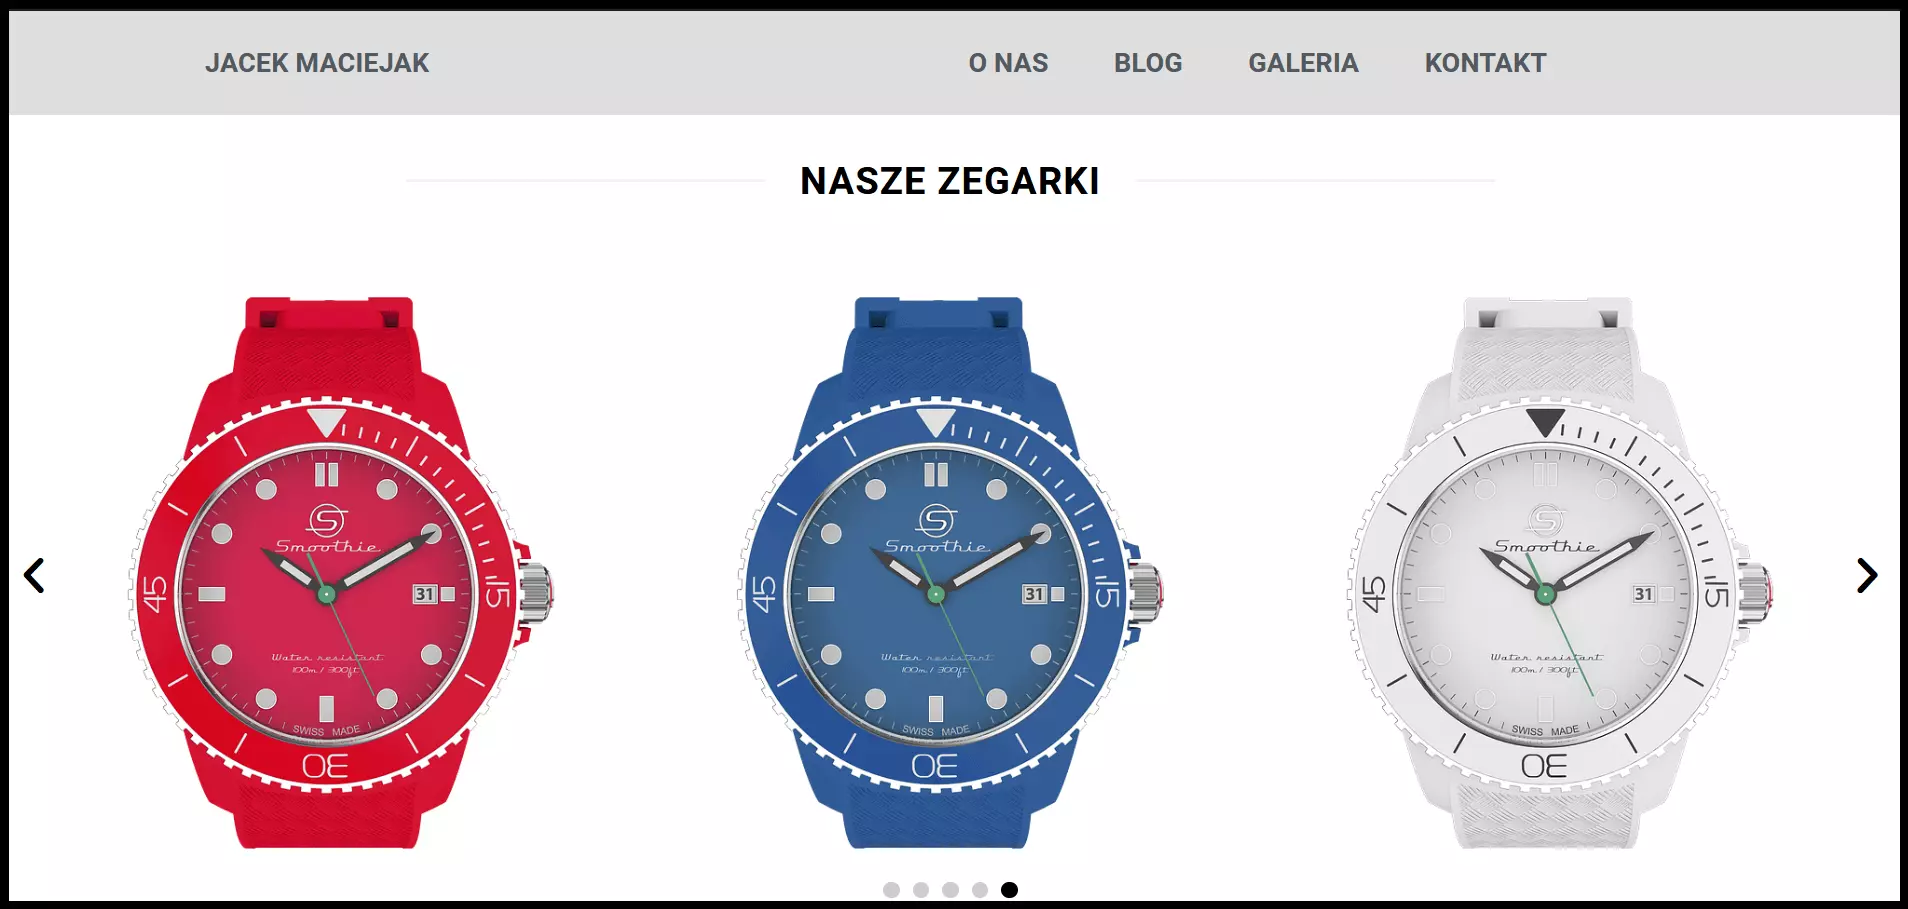 JACEK MACIEJAK
O NAS BLOG GALERIA KONTAKT
NASZE ZEGARKI
Smoothie
31
45
15
Water resistant
100m / 300ft
SWISS MADE
30
Smoothie
31
45
15
Water resistant
100m / 300ft
SWISS MADE
30
Smoothie
31
45
15
Water resistant
100m / 300ft
SWISS MADE
30